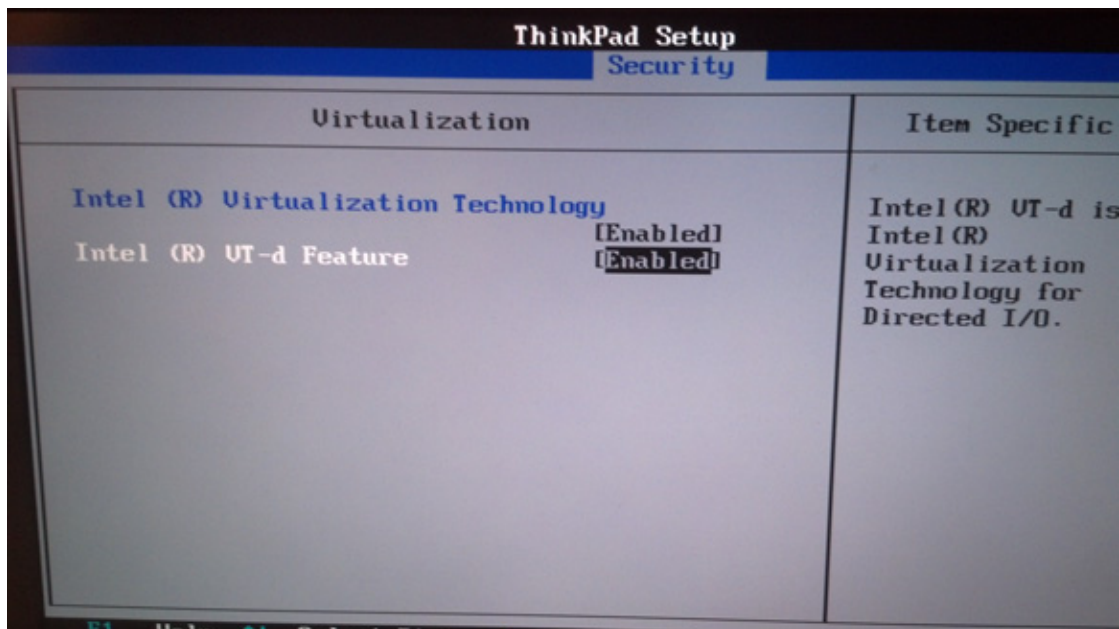 ThinkPad Setup
Security
Virtualization
Item Specific
Intel (R) Virtualization Technology
[Enabled]
Intel (R) VT-d Feature [Enabled]
Intel(R) VT-d is
Intel(R)
Virtualization
Technology for
Directed I/O.